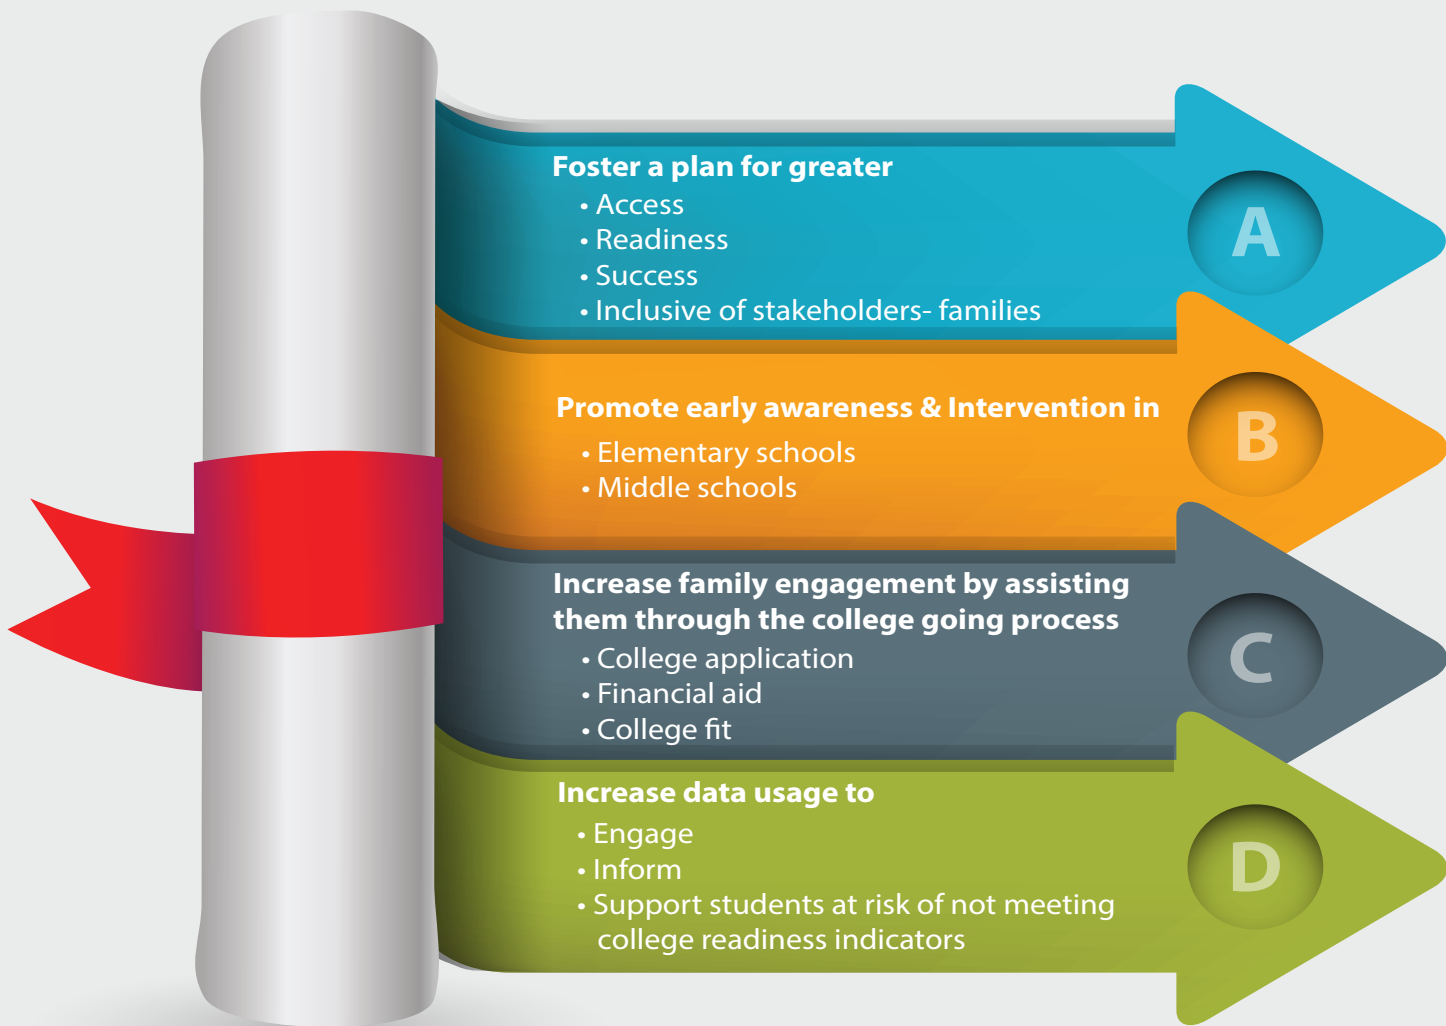 Foster a plan for greater
• Access
• Readiness
• Success
• Inclusive of stakeholders- families
A
Promote early awareness & Intervention in
• Elementary schools
• Middle schools
B
Increase family engagement by assisting
them through the college going process
• College application
• Financial aid
• College fit
C
Increase data usage to
• Engage
• Inform
• Support students at risk of not meeting
college readiness indicators
D